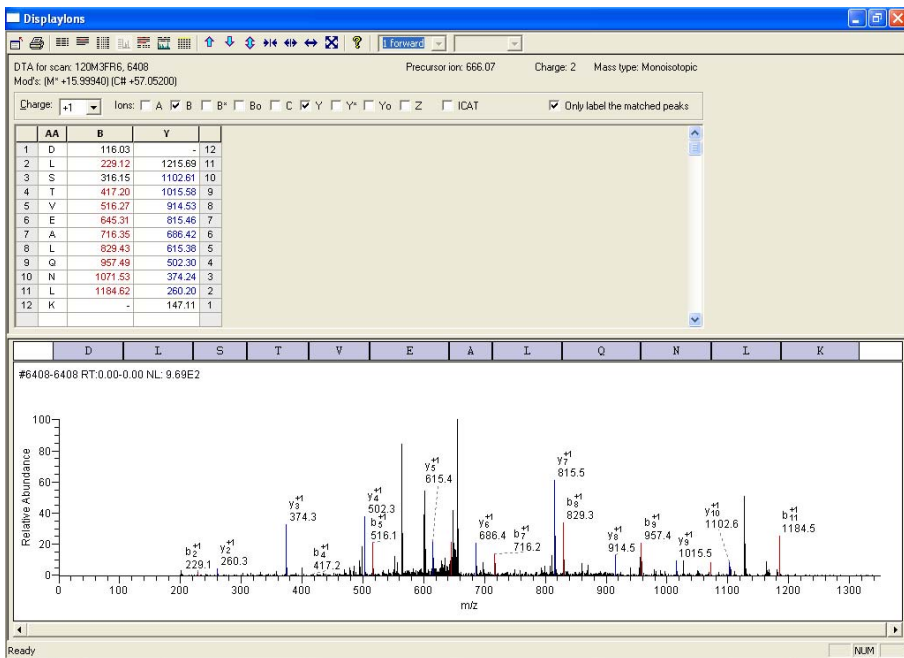 DisplayIons
1 forward
DTA for scan: 120M3FR6, 6408 Precursor ion: 666.07 Charge: 2 Mass type: Monoisotopic
Mod's: (M* +15.99940) (C# +57.05200)
Charge: +1 Ions: A B B* Bo C Y Y* Yo Z ICAT Only label the matched peaks
AA B Y
1 D 116.03 - 12
2 L 229.12 1215.69 11
3 S 316.15 1102.61 10
4 T 417.20 1015.58 9
5 V 516.27 914.53 8
6 E 645.31 815.46 7
7 A 716.35 686.42 6
8 L 829.43 615.38 5
9 Q 957.49 502.30 4
10 N 1071.53 374.24 3
11 L 1184.62 260.20 2
12 K - 147.11 1
D L S T V E A L Q N L K
#6408-6408 RT:0.00-0.00 NL: 9.69E2
Relative Abundance
100
80
60
40
20
0
b2+1
229.1
y2+1
260.3
y3+1
374.3
b4+1
417.2
y4+1
502.3
b5+1
516.1
y5+1
615.4
y6+1
686.4
b7+1
716.2
y7+1
815.5
b8+1
829.3
y8+1
914.5
b9+1
957.4
y9+1
1015.5
y10+1
1102.6
b11+1
1184.5
0 100 200 300 400 500 600 700 800 900 1000 1100 1200 1300
m/z
Ready NUM